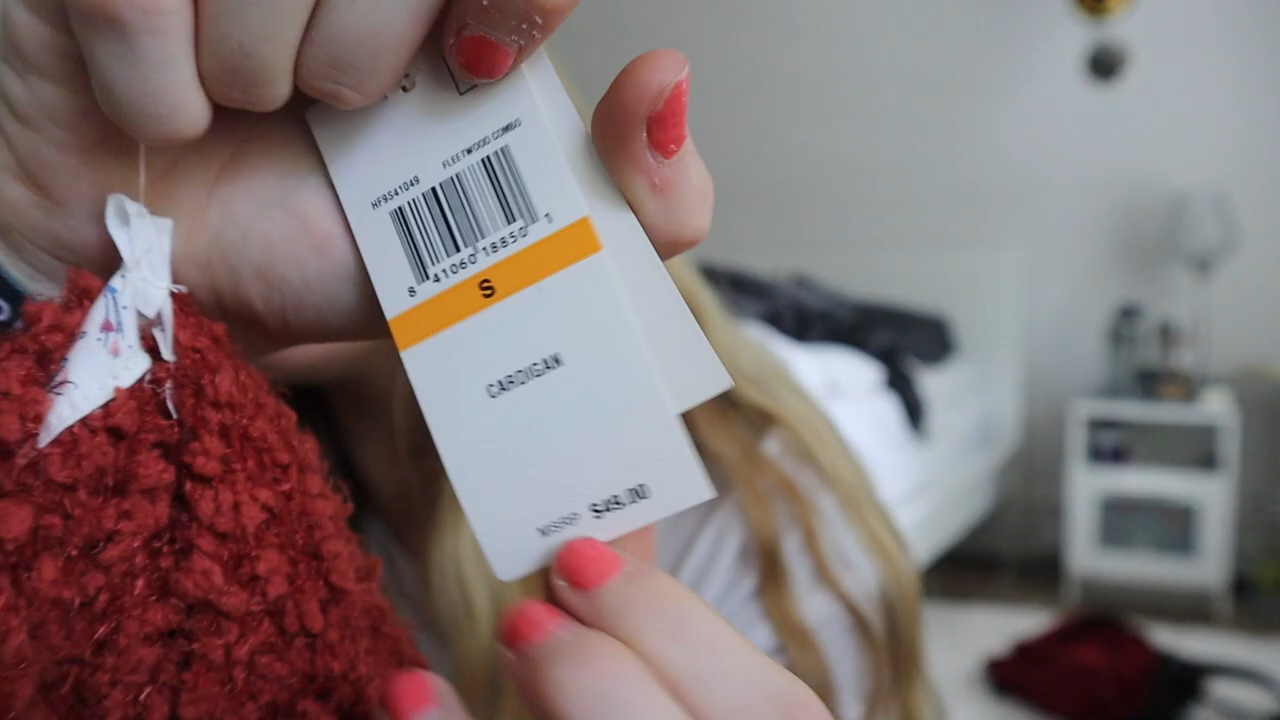 FLEETWOOD COMBO
HF9S41049
8 41060 18850 1
S
CARDIGAN
MSRP $49.00